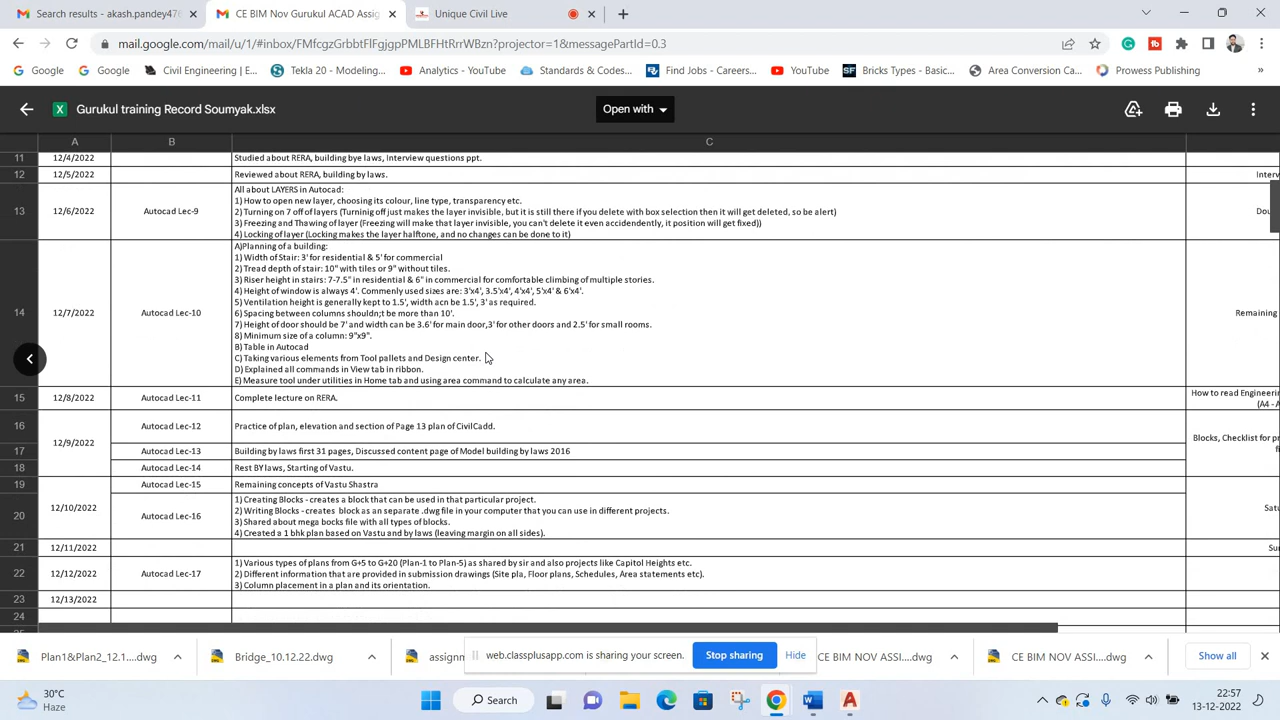 Search results - akash.pandey476
CE BIM Nov Gurukul ACAD Assig
Unique Civil Live
mail.google.com/mail/u/1/#inbox/FMfcgzGrbbtFlFgjgpPMLBFHtRrWBzn?projector=1&messagePartId=0.3
Google
Google
Civil Engineering | E...
Tekla 20 - Modeling...
Analytics - YouTube
Standards & Codes...
Find Jobs - Careers...
YouTube
Bricks Types - Basic...
Area Conversion Ca...
Prowess Publishing
»
Gurukul training Record Soumyak.xlsx
Open with
A B C
11 12/4/2022 Studied about RERA, building bye laws, Interview questions ppt.
12 12/5/2022 Reviewed about RERA, building by laws. Interv
All about LAYERS in Autocad:
1) How to open new layer, choosing its colour, line type, transparency etc.
13 12/6/2022 Autocad Lec-9 2) Turning on 7 off of layers (Turninig off just makes the layer invisible, but it is still there if you delete with box selection then it will get deleted, so be alert) Dou
3) Freezing and Thawing of layer (Freezing will make that layer invisible, you can't delete it even accidently, it position will get fixed))
4) Locking of layer (Locking makes the layer halftone, and no changes can be done to it)
A)Planning of a building:
1) Width of Stair: 3' for residential & 5' for commercial
2) Tread depth of stair: 10" with tiles or 9" without tiles.
3) Riser height in stairs: 7-7.5" in residential & 6" in commercial for comfortable climbing of multiple stories.
4) Height of window is always 4'. Commenly used sizes are: 3'x4', 3.5'x4', 4'x4', 5'x4' & 6'x4'.
5) Ventilation height is generally kept to 1.5', width acn be 1.5', 3' as required.
14 12/7/2022 Autocad Lec-10 6) Spacing between columns shouldn;t be more than 10'. Remaining
7) Height of door should be 7' and width can be 3.6' for main door,3' for other doors and 2.5' for small rooms.
8) Minimum size of a column: 9"x9".
B) Table in Autocad
C) Taking various elements from Tool pallets and Design center.
D) Explained all commands in View tab in ribbon.
E) Measure tool under utilities in Home tab and using area command to calculate any area.
15 12/8/2022 Autocad Lec-11 Complete lecture on RERA. How to read Engineeri
(A4 - A
16 12/9/2022 Autocad Lec-12 Practice of plan, elevation and section of Page 13 plan of CivilCadd. Blocks, Checklist for pr
fi
17 Autocad Lec-13 Building by laws first 31 pages, Discussed content page of Model building by laws 2016
18 Autocad Lec-14 Rest BY laws, Starting of Vastu.
19 12/10/2022 Autocad Lec-15 Remaining concepts of Vastu Shastra
1) Creating Blocks - creates a block that can be used in that particular project.
20 Autocad Lec-16 2) Writing Blocks - creates block as an separate .dwg file in your computer that you can use in different projects. Satu
3) Shared about mega bocks file with all types of blocks.
4) Created a 1 bhk plan based on Vastu and by laws (leaving margin on all sides).
21 12/11/2022 Sun
1) Various types of plans from G+5 to G+20 (Plan-1 to Plan-5) as shared by sir and also projects like Capitol Heights etc.
22 12/12/2022 Autocad Lec-17 2) Different information that are provided in submission drawings (Site pla, Floor plans, Schedules, Area statements etc).
3) Column placement in a plan and its orientation.
23 12/13/2022
24
Plan1&Plan2_12.1....dwg
Bridge_10.12.22.dwg
assignm
web.classplusapp.com is sharing your screen.
Stop sharing
Hide
CE BIM NOV ASSI....dwg
CE BIM NOV ASSI....dwg
Show all
30°C
Haze
Search
22:57
13-12-2022